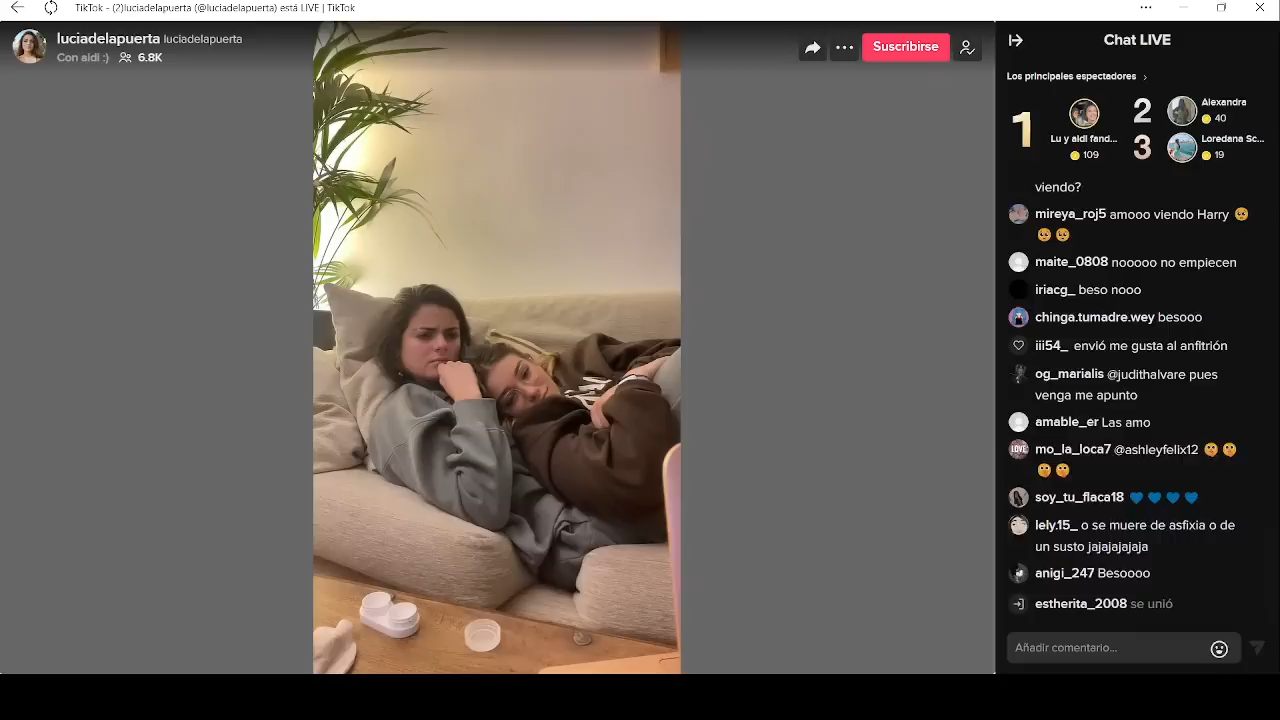 TikTok - (2)luciadelapuerta (@luciadelapuerta) está LIVE | TikTok
luciadelapuerta luciadelapuerta
Con aidi :) 6.8K
Suscribirse
Chat LIVE
Los principales espectadores
1 Lu y aidi fand... 109
2 Alexandra 40
3 Loredana Sc... 19
viendo?
mireya_roj5 amooo viendo Harry 🥺
🥺 🥺
maite_0808 nooooo no empiecen
iriacg_ beso nooo
chinga.tumadre.wey besooo
iii54_ envió me gusta al anfitrión
og_marialis @judithalvare pues
venga me apunto
amable_er Las amo
LOVE
mo_la_loca7 @ashleyfelix12 🤫 🤫
🤫 🤫
soy_tu_flaca18 💙 💙 💙 💙
lely.15_ o se muere de asfixia o de
un susto jajajajajaja
anigi_247 Besoooo
estherita_2008 se unió
Añadir comentario...